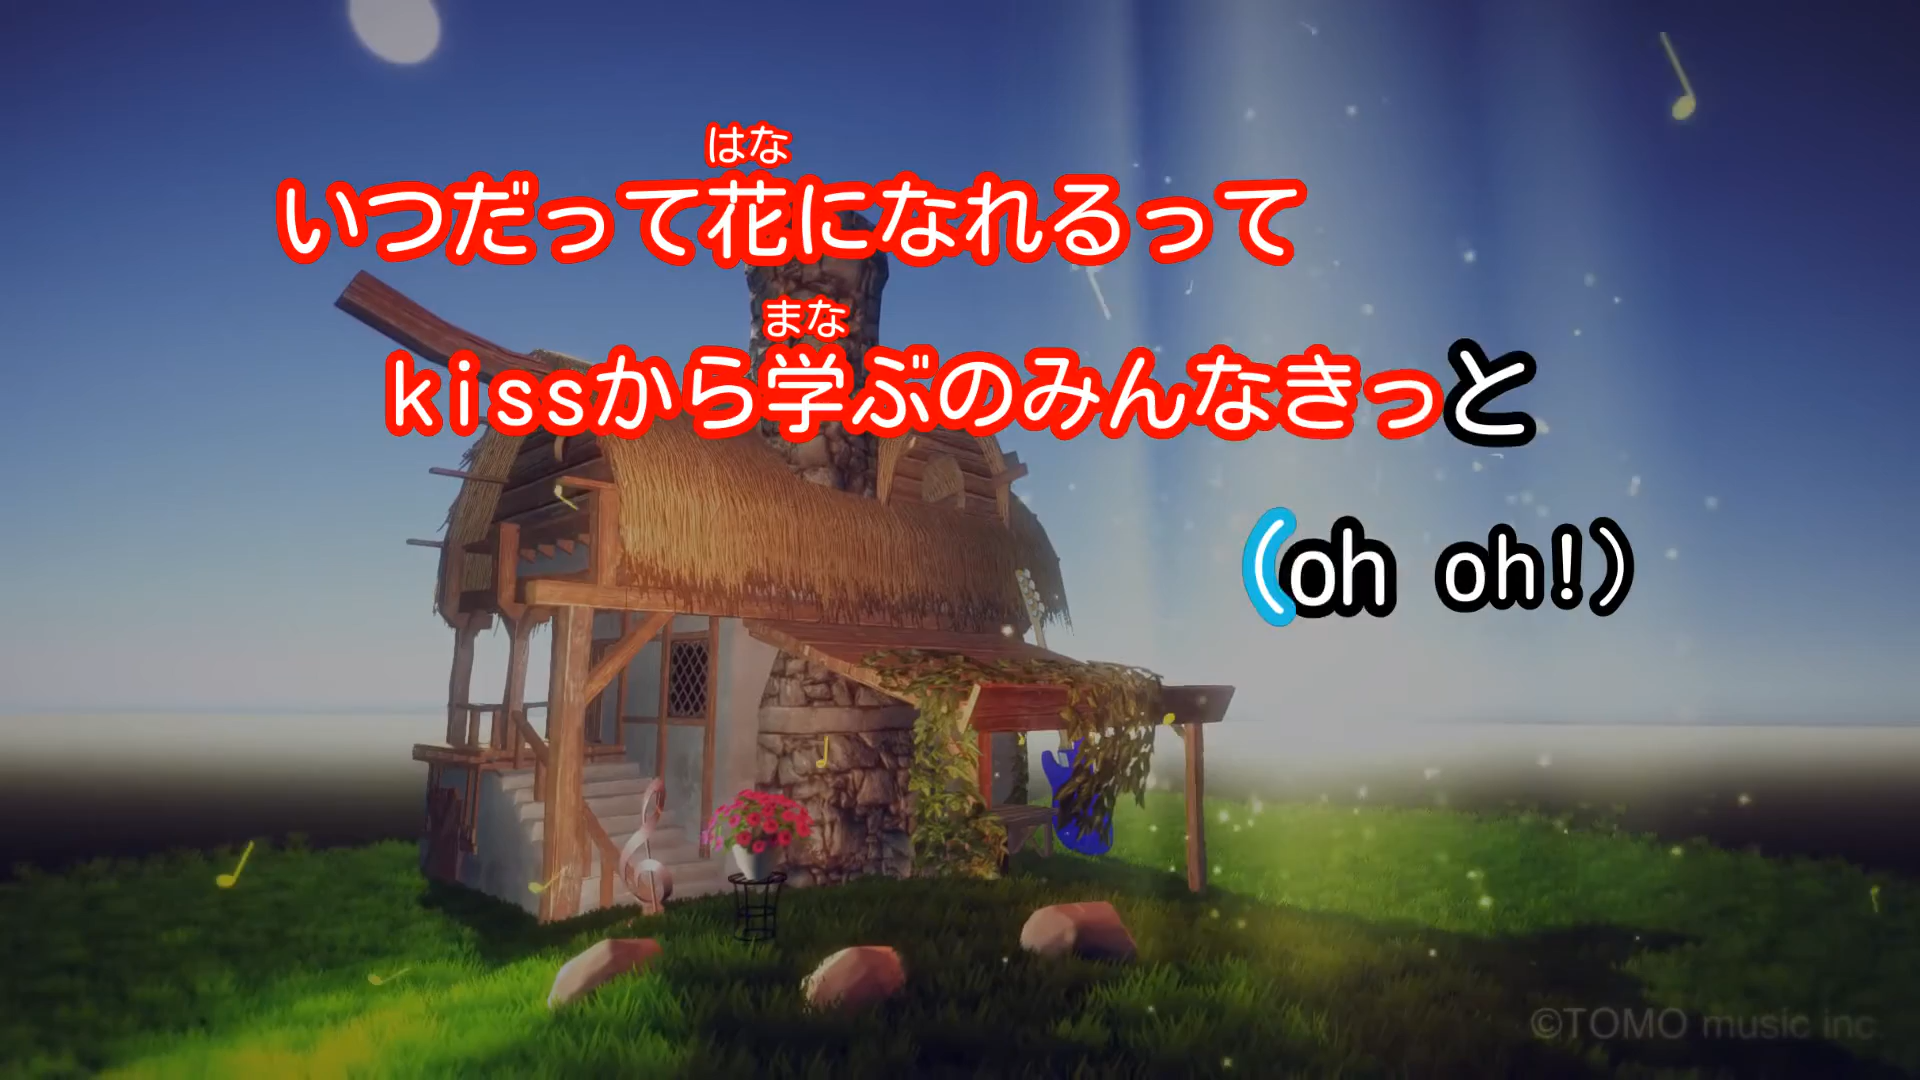 はな
いつだって花になれるって
まな
kissから学ぶのみんなきっと
(oh oh!)
©TOMO music inc